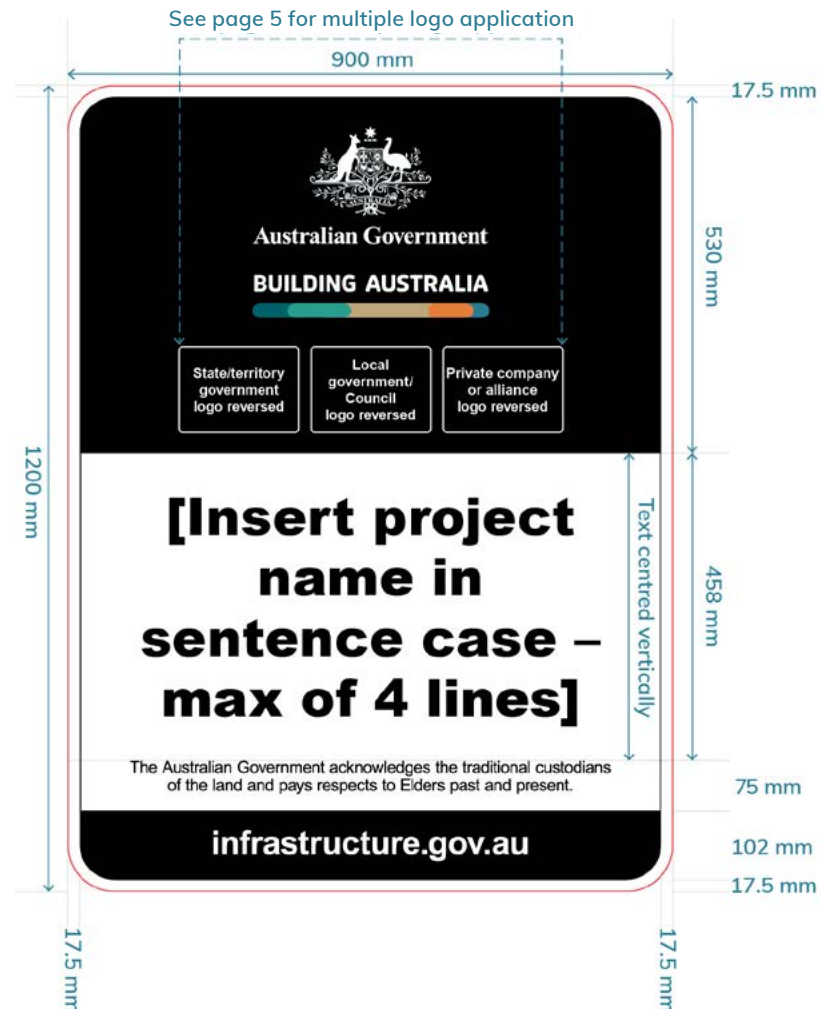 See page 5 for multiple logo application
900 mm
17.5 mm
AUSTRALIA
Australian Government
530 mm
BUILDING AUSTRALIA
State/territory
government
logo reversed
Local
government/
Council
logo reversed
Private company
or alliance
logo reversed
1200 mm
[Insert project
name in
sentence case –
max of 4 lines]
Text centred vertically
458 mm
The Australian Government acknowledges the traditional custodians
of the land and pays respects to Elders past and present.
75 mm
infrastructure.gov.au
102 mm
17.5 mm
17.5 mm
17.5 mm